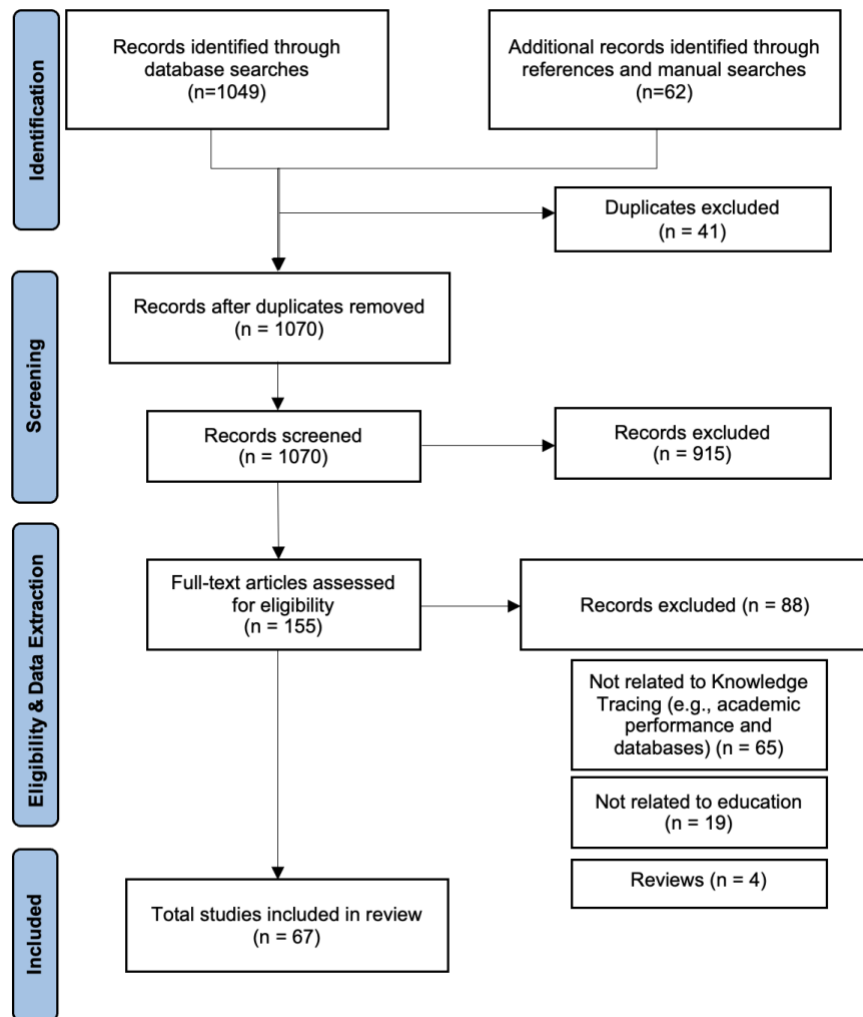 Identification
Records identified through
database searches
(n=1049)
Additional records identified through
references and manual searches
(n=62)
Duplicates excluded
(n = 41)
Screening
Records after duplicates removed
(n = 1070)
Records screened
(n = 1070)
Records excluded
(n = 915)
Eligibility & Data Extraction
Full-text articles assessed
for eligibility
(n = 155)
Records excluded (n = 88)
Not related to Knowledge
Tracing (e.g., academic
performance and
databases) (n = 65)
Not related to education
(n = 19)
Reviews (n = 4)
Included
Total studies included in review
(n = 67)